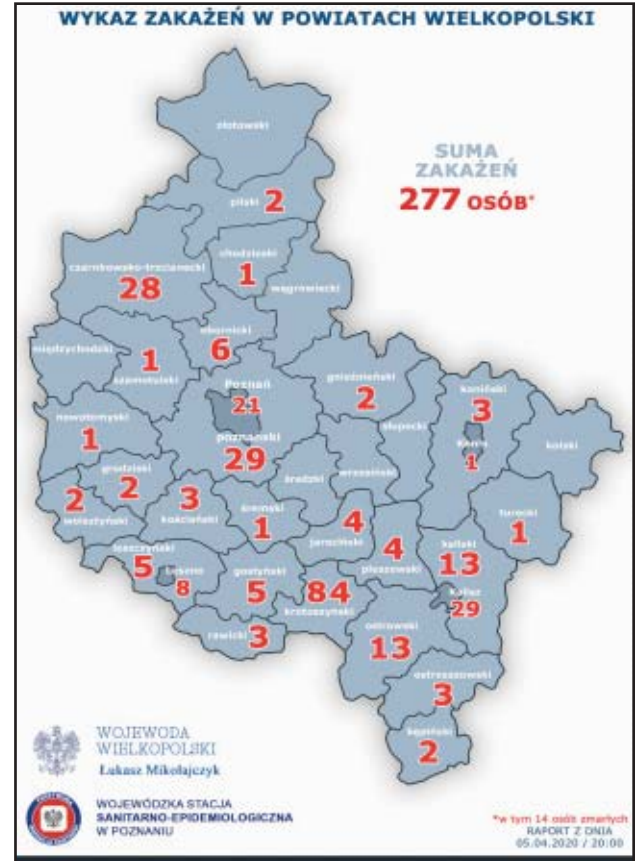 WYKAZ ZAKAŻEŃ W POWIATACH WIELKOPOLSKI
złotowski
SUMA
ZAKAŻEŃ
277 OSÓB*
pilski 2
chodzieski
1
czarnkowsko-trzcianecki
28
wągrowiecki
obornicki
6
międzychodzki
1
szamotulski
Poznań
21
poznański
29
gnieźnieński
2
koniński
3
Konin
1
słupecki
kolski
nowotomyski
1
grodziski
2
2
wolsztyński
3
kościański
śremski
1
średzki
wrzesiński
4
jarociński
4
pleszewski
turecki
1
kaliski
13
Kalisz
29
leszczyński
5
Leszno
8
gostyński
5
84
krotoszyński
rawicki
3
ostrowski
13
ostrzeszowski
3
kępiński
2
WOJEWODA
WIELKOPOLSKI
Łukasz Mikołajczyk
WOJEWÓDZKA STACJA
SANITARNO-EPIDEMIOLOGICZNA
W POZNANIU
*w tym 14 osób zmarłych
RAPORT Z DNIA
05.04.2020 / 20:00